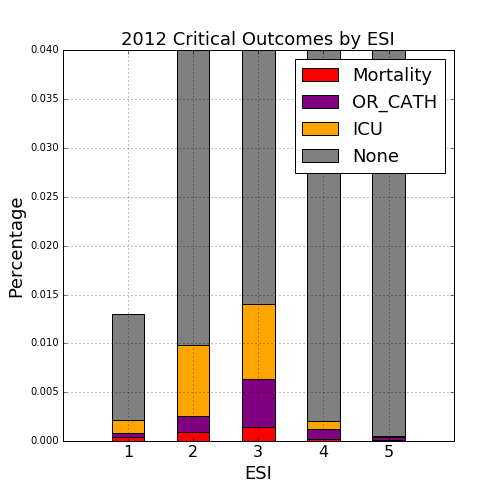 2012 Critical Outcomes by ESI
0.040
0.035
0.030
0.025
0.020
0.015
0.010
0.005
0.000
Percentage
Mortality
OR_CATH
ICU
None
1 2 3 4 5
ESI